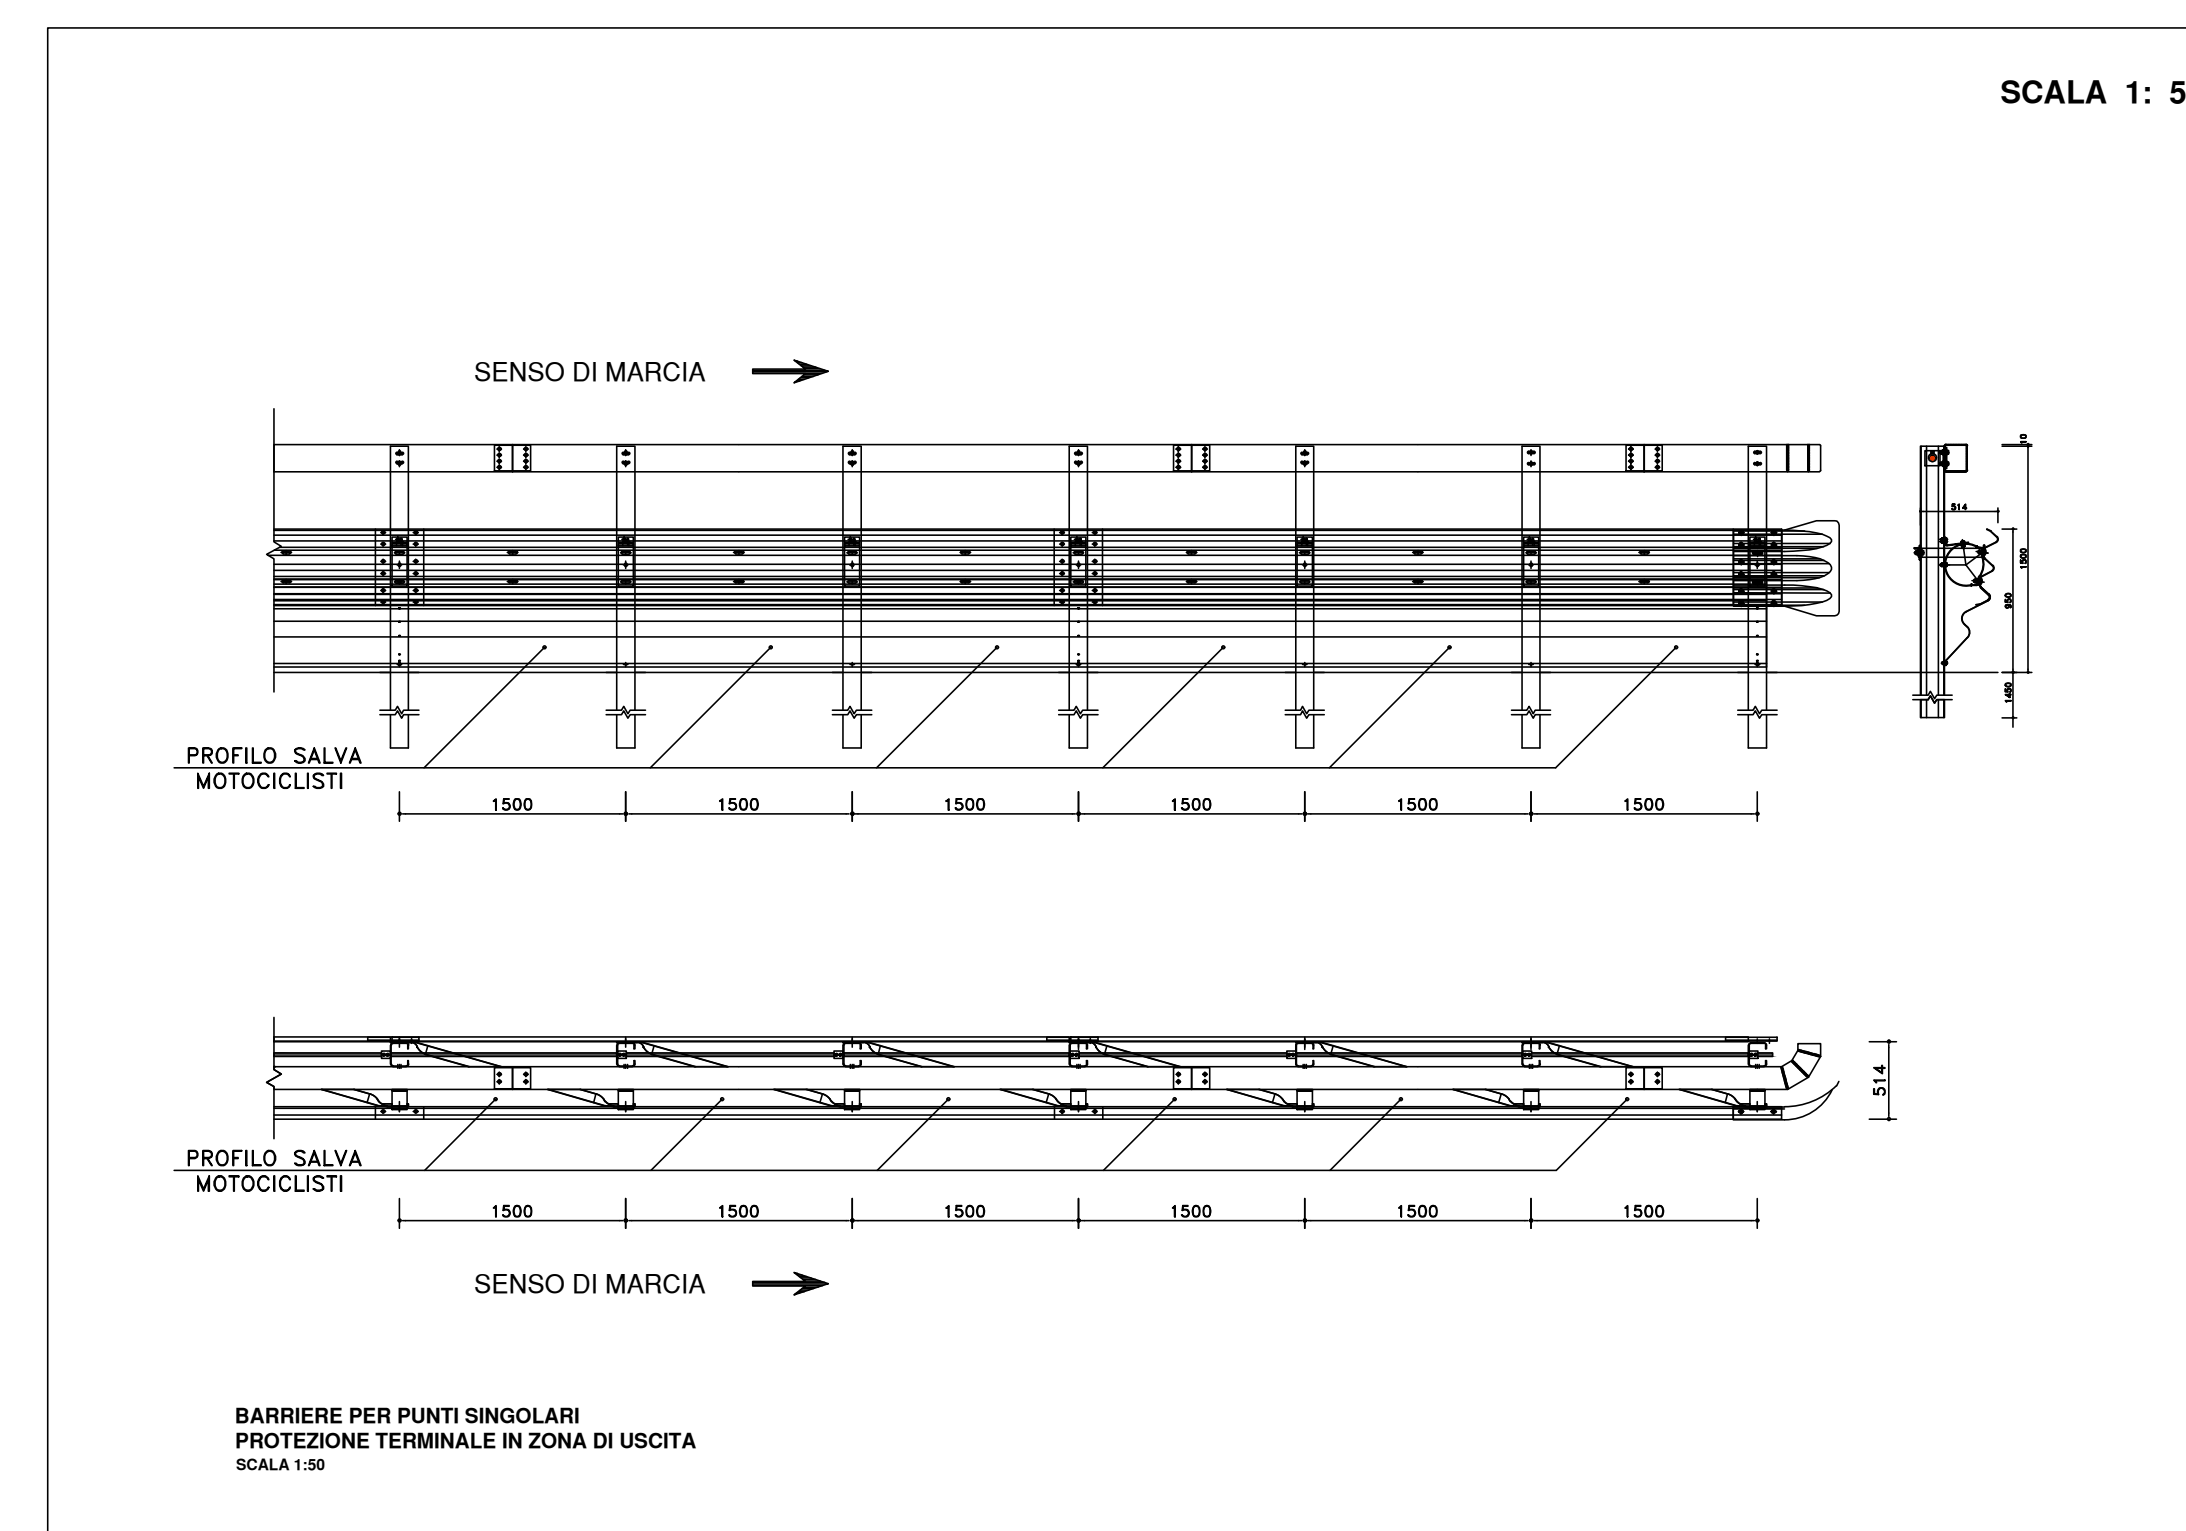 SCALA 1: 5
SENSO DI MARCIA
10
514
1500
950
1450
PROFILO SALVA
MOTOCICLISTI
1500 1500 1500 1500 1500 1500
514
PROFILO SALVA
MOTOCICLISTI
1500 1500 1500 1500 1500 1500
SENSO DI MARCIA
BARRIERE PER PUNTI SINGOLARI
PROTEZIONE TERMINALE IN ZONA DI USCITA
SCALA 1:50